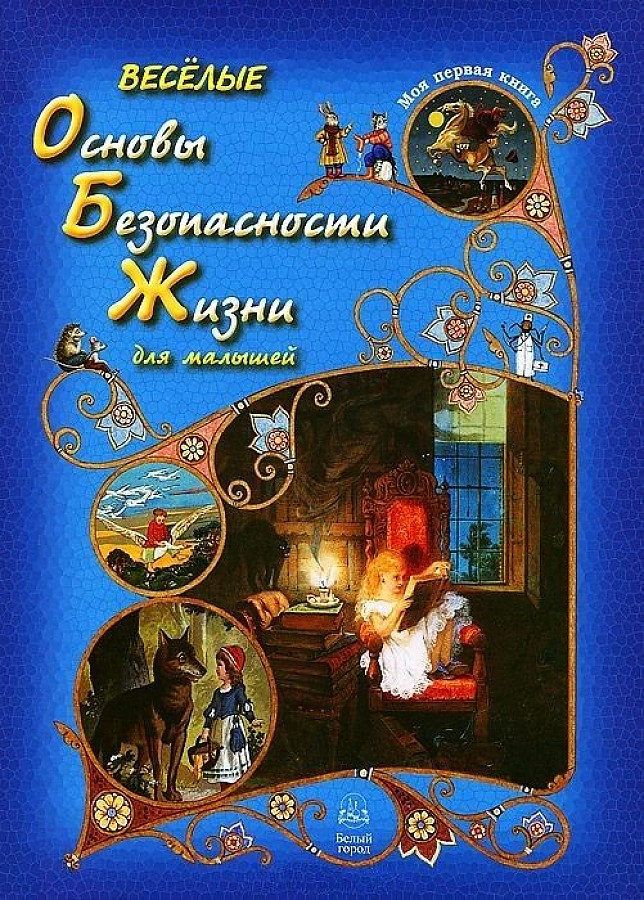 ВЕСЁЛЫЕ
Моя первая книга
Основы
Безопасности
Жизни
для малышей
Белый
город